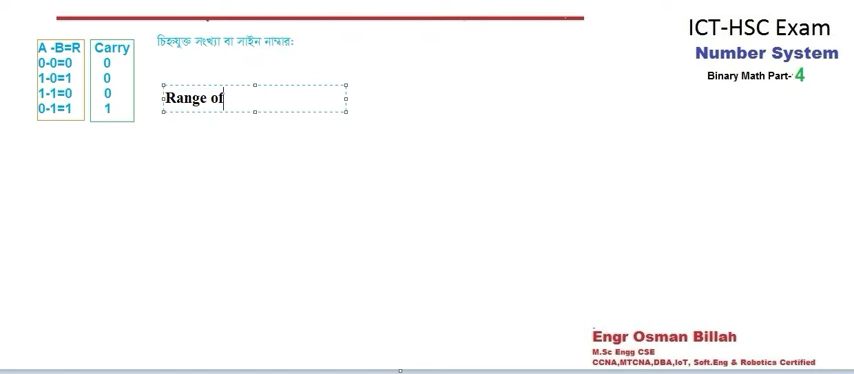 A -B=R Carry
0-0=0 0
1-0=1 0
1-1=0 0
0-1=1 1
চিহ্নযুক্ত সংখ্যা বা সাইন নাম্বার:
Range of
ICT-HSC Exam
Number System
Binary Math Part-4
Engr Osman Billah
M.Sc Engg CSE
CCNA,MTCNA,DBA,IoT, Soft.Eng & Robotics Certified